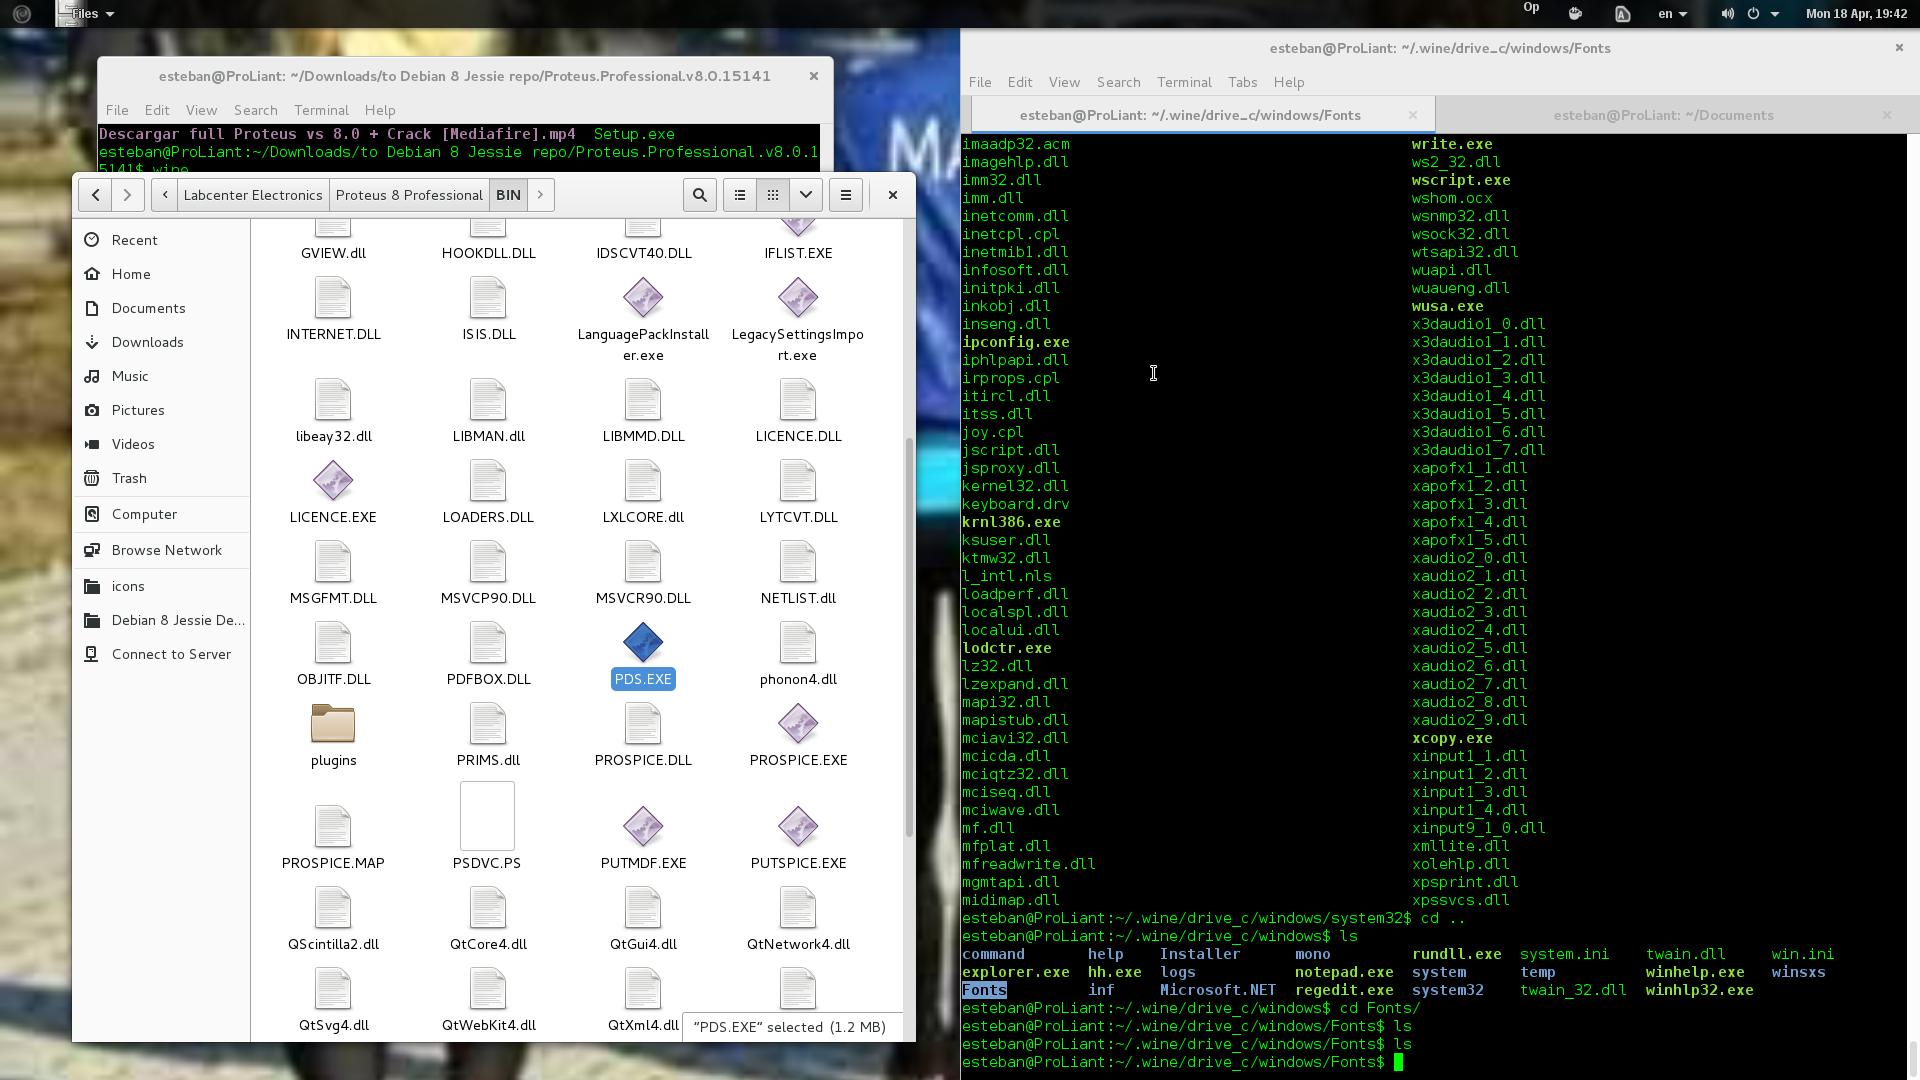 Files
Op
en
Mon 18 Apr, 19:42
esteban@ProLiant: ~/Downloads/to Debian 8 Jessie repo/Proteus.Professional.v8.0.15141
File Edit View Search Terminal Help
Descargar full Proteus vs 8.0 + Crack [Mediafire].mp4 Setup.exe
esteban@ProLiant:~/Downloads/to Debian 8 Jessie repo/Proteus.Professional.v8.0.1
5141$ wine
Labcenter Electronics Proteus 8 Professional BIN
Recent
Home
Documents
Downloads
Music
Pictures
Videos
Trash
Computer
Browse Network
icons
Debian 8 Jessie De...
Connect to Server
GVIEW.dll HOOKDLL.DLL IDSCVT40.DLL IFLIST.EXE
INTERNET.DLL ISIS.DLL LanguagePackInstall
er.exe LegacySettingsImpo
rt.exe
libeay32.dll LIBMAN.dll LIBMMD.DLL LICENCE.DLL
LICENCE.EXE LOADERS.DLL LXLCORE.dll LYTCVT.DLL
MSGFMT.DLL MSVCP90.DLL MSVCR90.DLL NETLIST.dll
OBJITF.DLL PDFBOX.DLL PDS.EXE phonon4.dll
plugins PRIMS.dll PROSPICE.DLL PROSPICE.EXE
PROSPICE.MAP PSDVC.PS PUTMDF.EXE PUTSPICE.EXE
QScintilla2.dll QtCore4.dll QtGui4.dll QtNetwork4.dll
QtSvg4.dll QtWebKit4.dll QtXml4.dll
"PDS.EXE" selected (1.2 MB)
esteban@ProLiant: ~/.wine/drive_c/windows/Fonts
File Edit View Search Terminal Tabs Help
esteban@ProLiant: ~/.wine/drive_c/windows/Fonts
esteban@ProLiant: ~/Documents
imaadp32.acm write.exe
imagehlp.dll ws2_32.dll
imm32.dll wscript.exe
imm.dll wshom.ocx
inetcomm.dll wsnmp32.dll
inetcpl.cpl wsock32.dll
inetmib1.dll wtsapi32.dll
infosoft.dll wuapi.dll
initpki.dll wuaueng.dll
inkobj.dll wusa.exe
inseng.dll x3daudio1_0.dll
ipconfig.exe x3daudio1_1.dll
iphlpapi.dll x3daudio1_2.dll
irprops.cpl x3daudio1_3.dll
itircl.dll x3daudio1_4.dll
itss.dll x3daudio1_5.dll
joy.cpl x3daudio1_6.dll
jscript.dll x3daudio1_7.dll
jsproxy.dll xapofx1_1.dll
kernel32.dll xapofx1_2.dll
keyboard.drv xapofx1_3.dll
krnl386.exe xapofx1_4.dll
ksuser.dll xapofx1_5.dll
ktmw32.dll xaudio2_0.dll
l_intl.nls xaudio2_1.dll
loadperf.dll xaudio2_2.dll
localspl.dll xaudio2_3.dll
localui.dll xaudio2_4.dll
lodctr.exe xaudio2_5.dll
lz32.dll xaudio2_6.dll
lzexpand.dll xaudio2_7.dll
mapi32.dll xaudio2_8.dll
mapistub.dll xaudio2_9.dll
mciavi32.dll xcopy.exe
mcicda.dll xinput1_1.dll
mciqtz32.dll xinput1_2.dll
mciseq.dll xinput1_3.dll
mciwave.dll xinput1_4.dll
mf.dll xinput9_1_0.dll
mfplat.dll xmllite.dll
mfreadwrite.dll xolehlp.dll
mgmtapi.dll xpsprint.dll
midimap.dll xpssvcs.dll
esteban@ProLiant:~/.wine/drive_c/windows/system32$ cd ..
esteban@ProLiant:~/.wine/drive_c/windows$ ls
command help Installer mono rundll.exe system.ini twain.dll win.ini
explorer.exe hh.exe logs notepad.exe system temp winhelp.exe winsxs
Fonts inf Microsoft.NET regedit.exe system32 twain_32.dll winhlp32.exe
esteban@ProLiant:~/.wine/drive_c/windows$ cd Fonts/
esteban@ProLiant:~/.wine/drive_c/windows/Fonts$ ls
esteban@ProLiant:~/.wine/drive_c/windows/Fonts$ ls
esteban@ProLiant:~/.wine/drive_c/windows/Fonts$